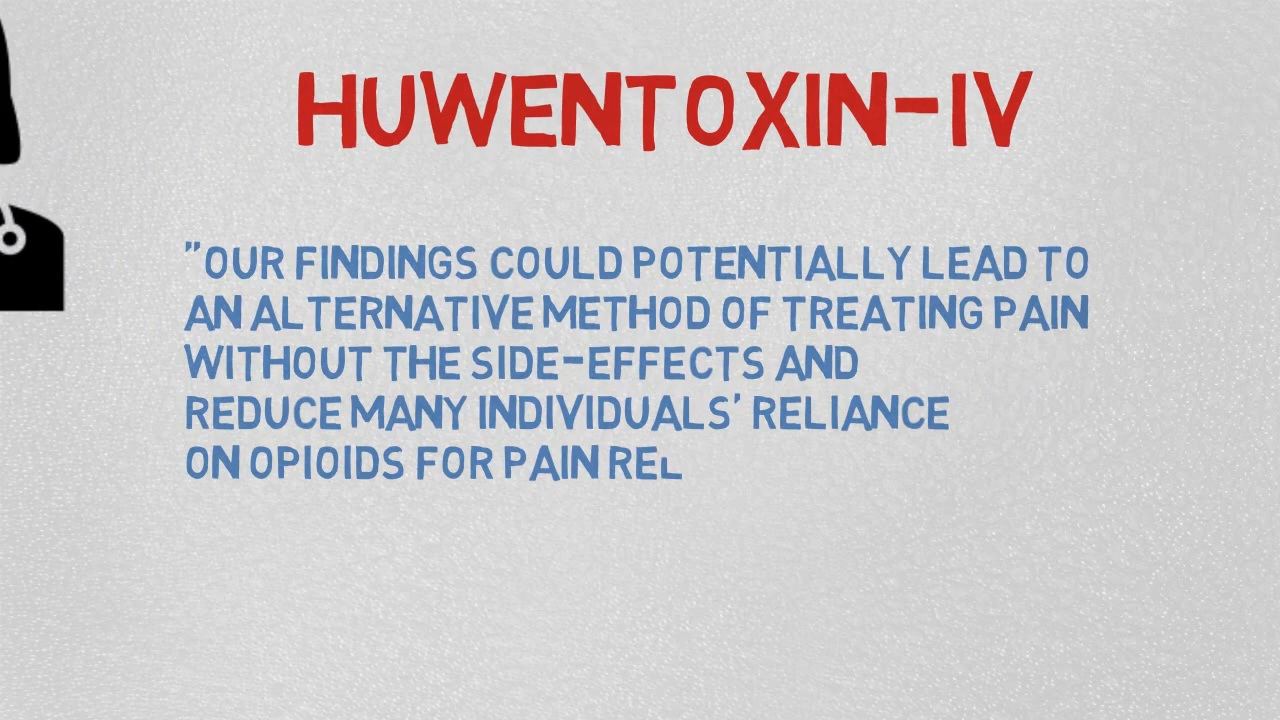 HUWENTOXIN-IV
"OUR FINDINGS COULD POTENTIALLY LEAD TO
AN ALTERNATIVE METHOD OF TREATING PAIN
WITHOUT THE SIDE-EFFECTS AND
REDUCE MANY INDIVIDUALS' RELIANCE
ON OPIOIDS FOR PAIN REL